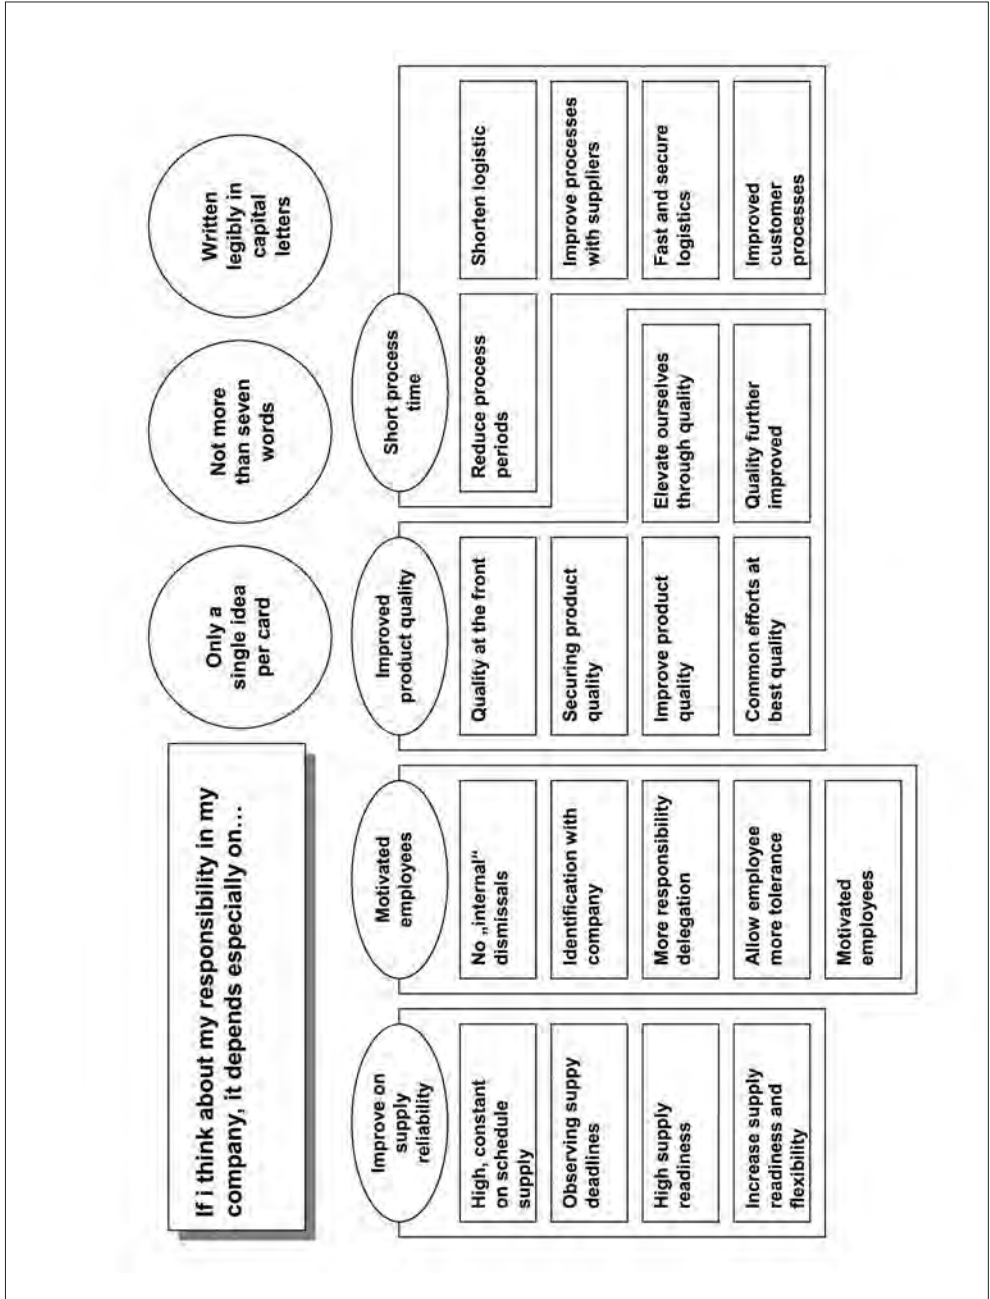 If i think about my responsibility in my
company, it depends especially on...
Only a
single idea
per card
Not more
than seven
words
Written
legibly in
capital
letters
Improve on
supply
reliability
High, constant
on schedule
supply
Observing suppy
deadlines
High supply
readiness
Increase supply
readiness and
flexibility
Motivated
employees
No „internal“
dismissals
Identification with
company
More responsibility
delegation
Allow employee
more tolerance
Motivated
employees
Improved
product quality
Quality at the front
Securing product
quality
Improve product
quality
Elevate ourselves
through quality
Common efforts at
best quality
Quality further
improved
Short process
time
Reduce process
periods
Shorten logistic
Improve processes
with suppliers
Fast and secure
logistics
Improved
customer
processes